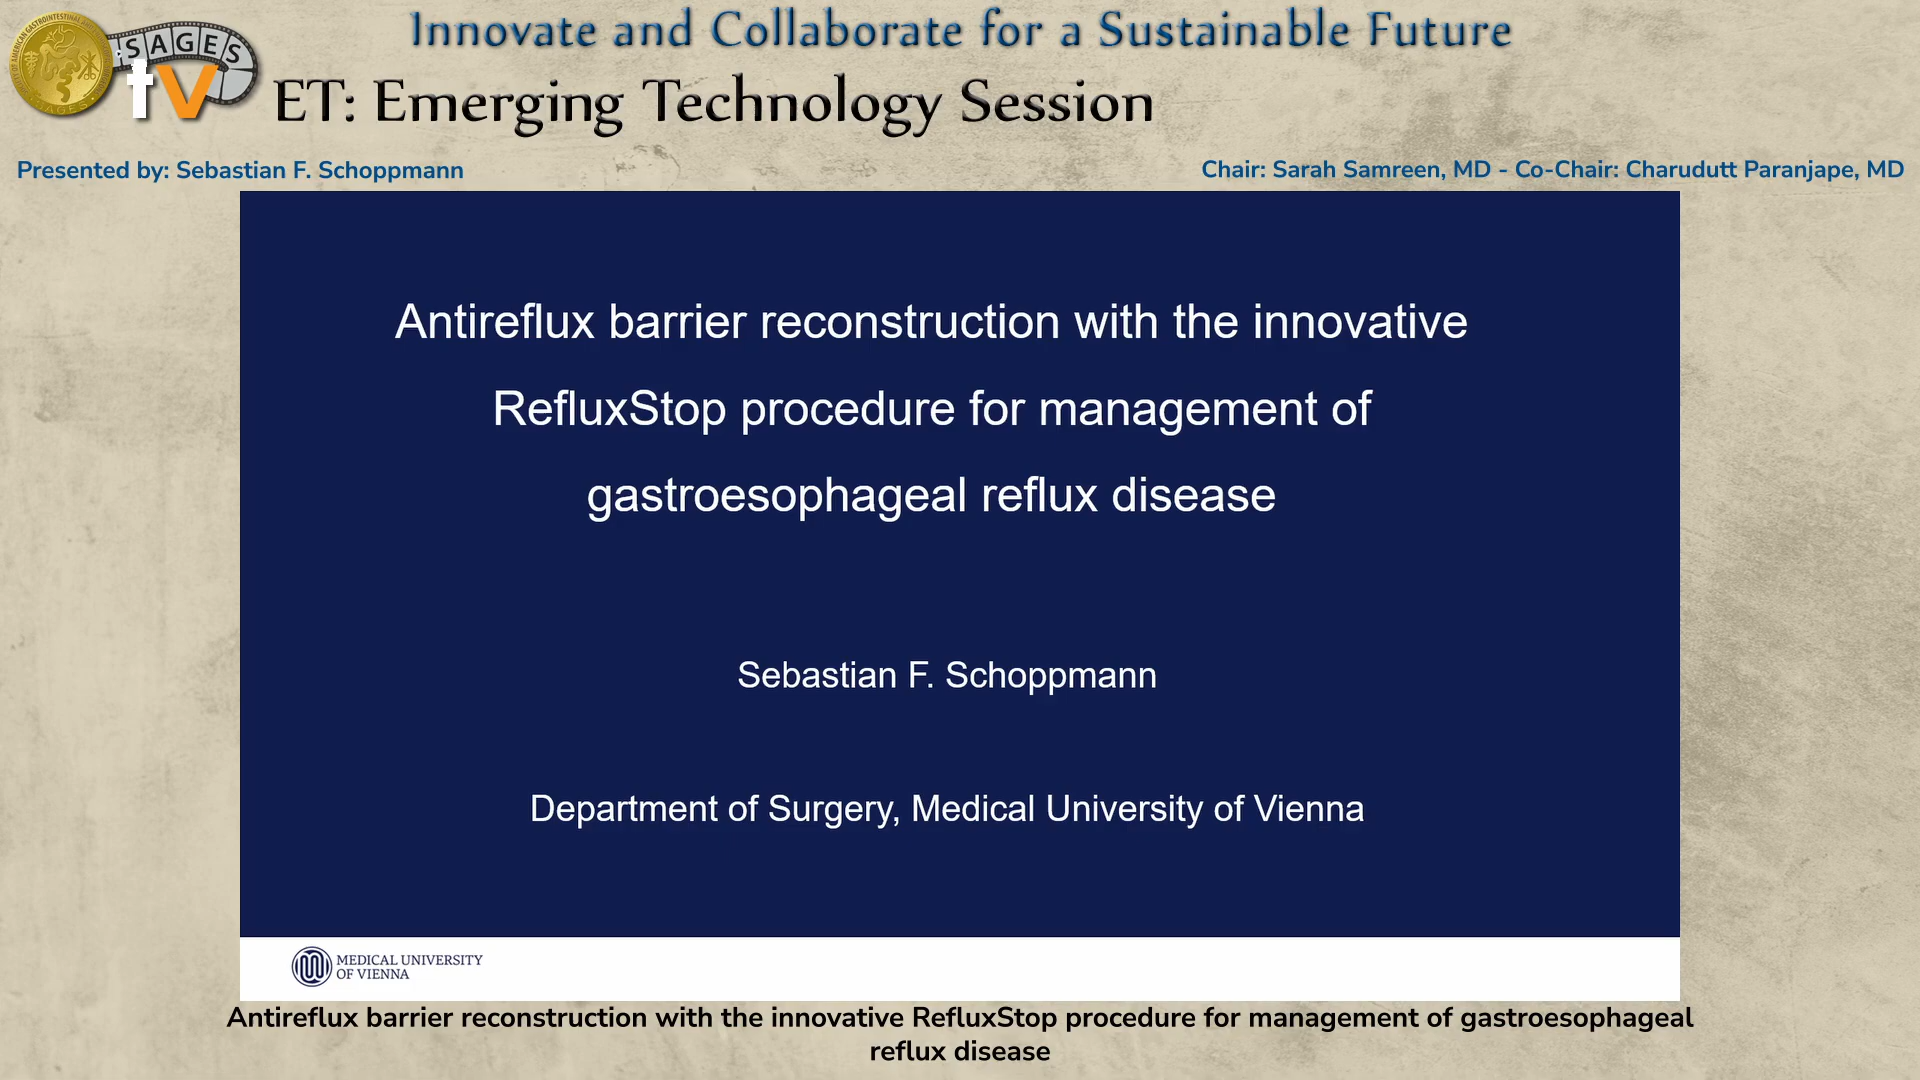 Innovate and Collaborate for a Sustainable Future
SAGES
tv
ET: Emerging Technology Session
Presented by: Sebastian F. Schoppmann
Chair: Sarah Samreen, MD - Co-Chair: Charudutt Paranjape, MD
Antireflux barrier reconstruction with the innovative
RefluxStop procedure for management of
gastroesophageal reflux disease
Sebastian F. Schoppmann
Department of Surgery, Medical University of Vienna
MEDICAL UNIVERSITY
OF VIENNA
Antireflux barrier reconstruction with the innovative RefluxStop procedure for management of gastroesophageal
reflux disease